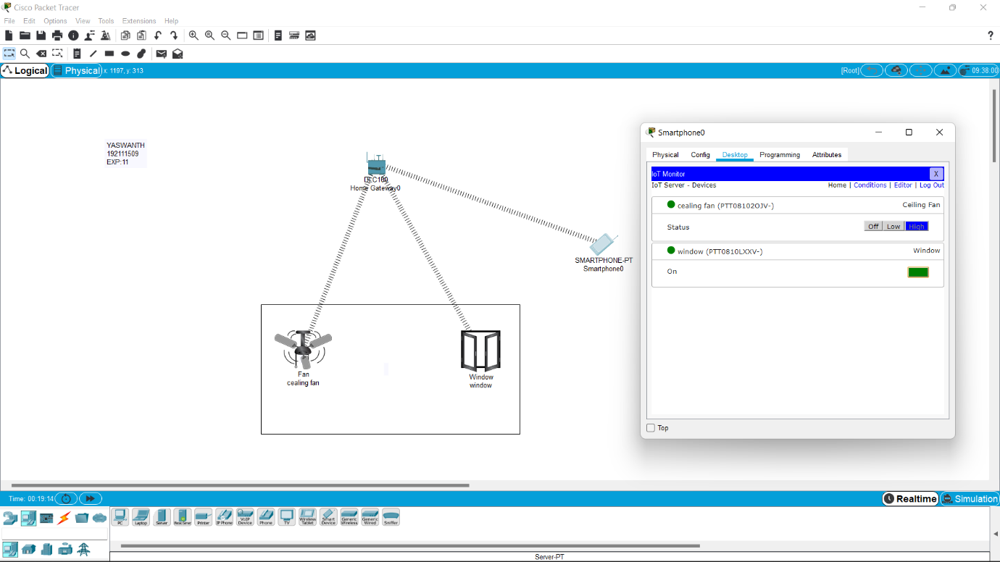 Cisco Packet Tracer
File Edit Options View Tools Extensions Help
?
Logical Physical x: 1197, y: 313 [Root] 09:38:00
YASWANTH
192111509
EXP:11
Home Gateway0
SMARTPHONE-PT
Smartphone0
Fan
cealing fan
Window
window
Smartphone0
Physical Config Desktop Programming Attributes
IoT Monitor X
IoT Server - Devices Home | Conditions | Editor | Log Out
cealing fan (PTT08102OJV-) Ceiling Fan
Status Off Low High
window (PTT0810LXXV-) Window
On
Top
Time: 00:19:14 Realtime Simulation
PC Laptop Server Printer IP Phone VoIP Device Phone TV Wireless Tablet Smart Device Generic Wireless Generic Wired Sniffer
Server-PT